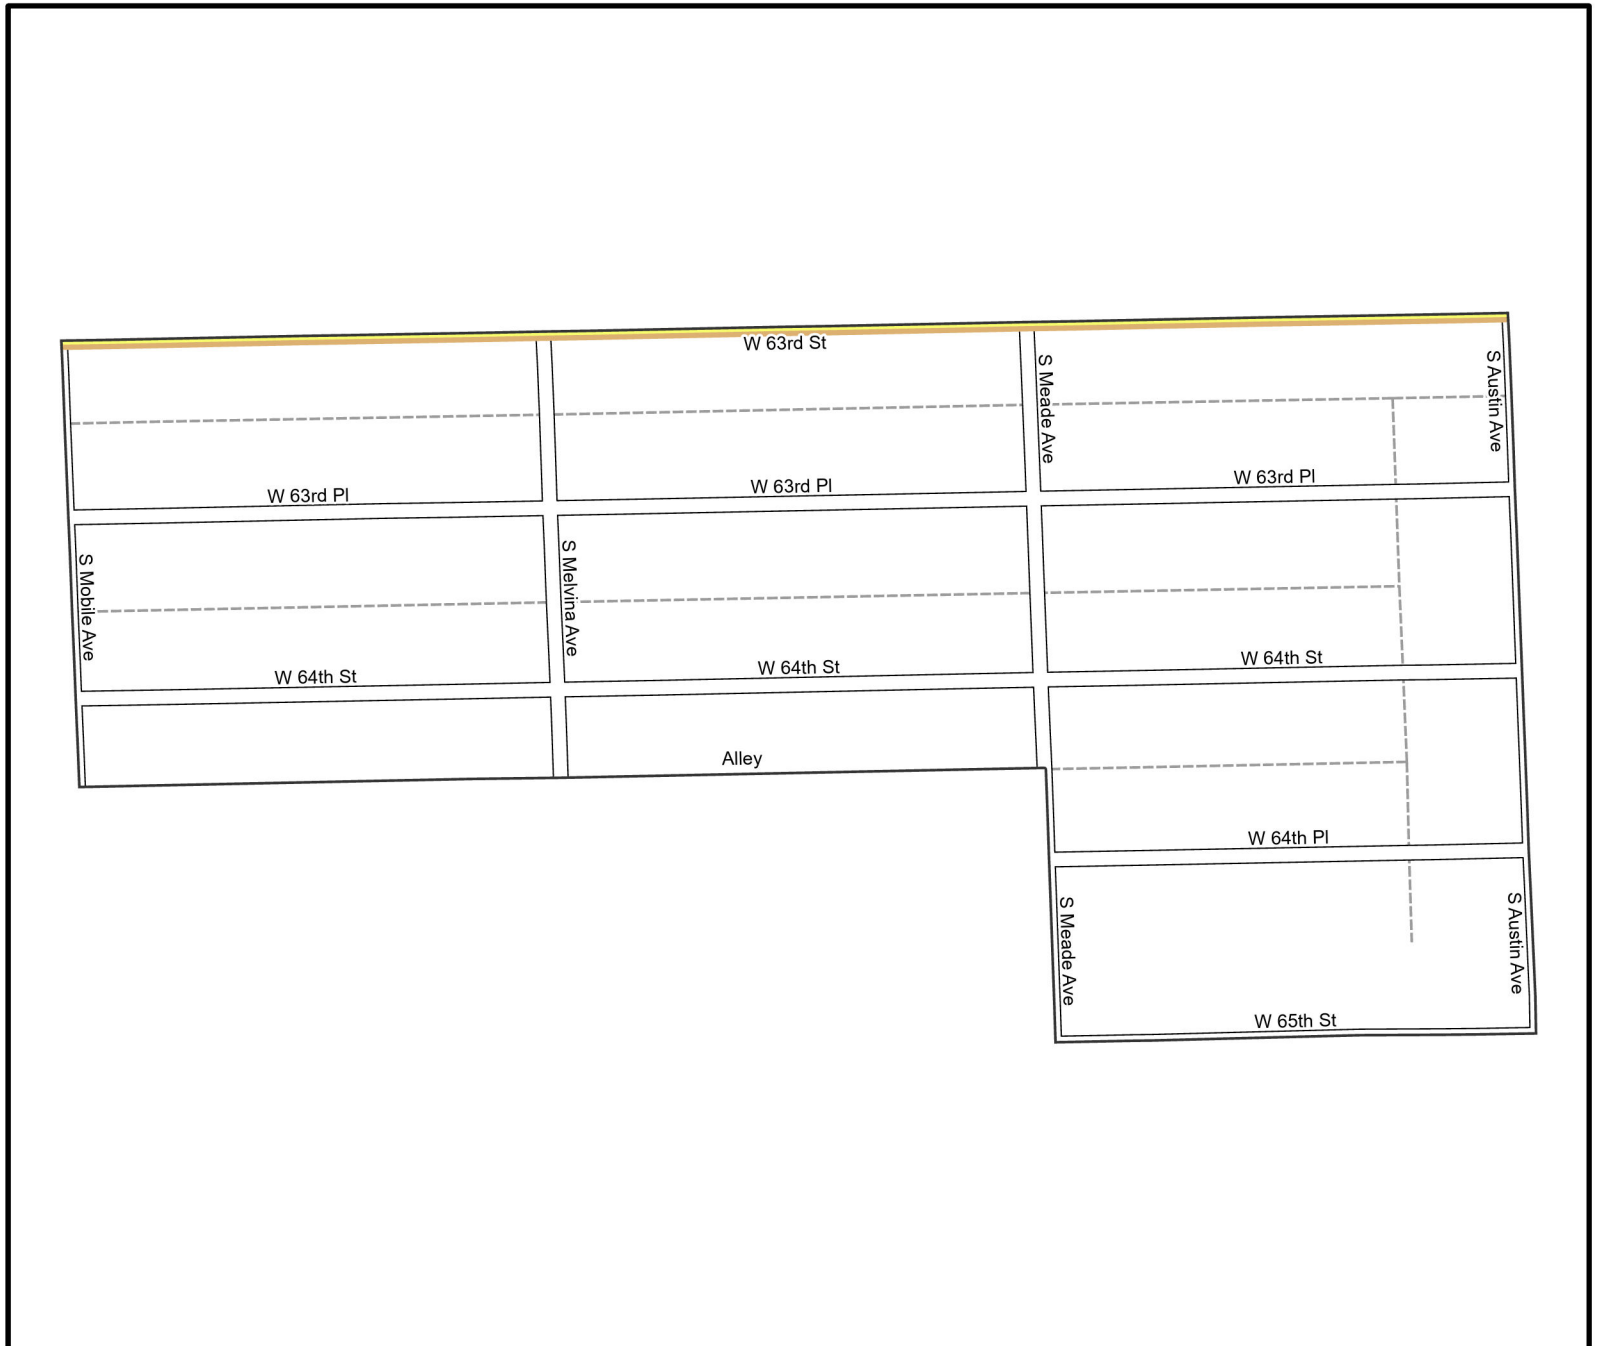 W 63rd St
S Meade Ave
S Austin Ave
W 63rd Pl
W 63rd Pl
W 63rd Pl
S Mobile Ave
S Melvina Ave
W 64th St
W 64th St
W 64th St
Alley
W 64th Pl
S Meade Ave
S Austin Ave
W 65th St